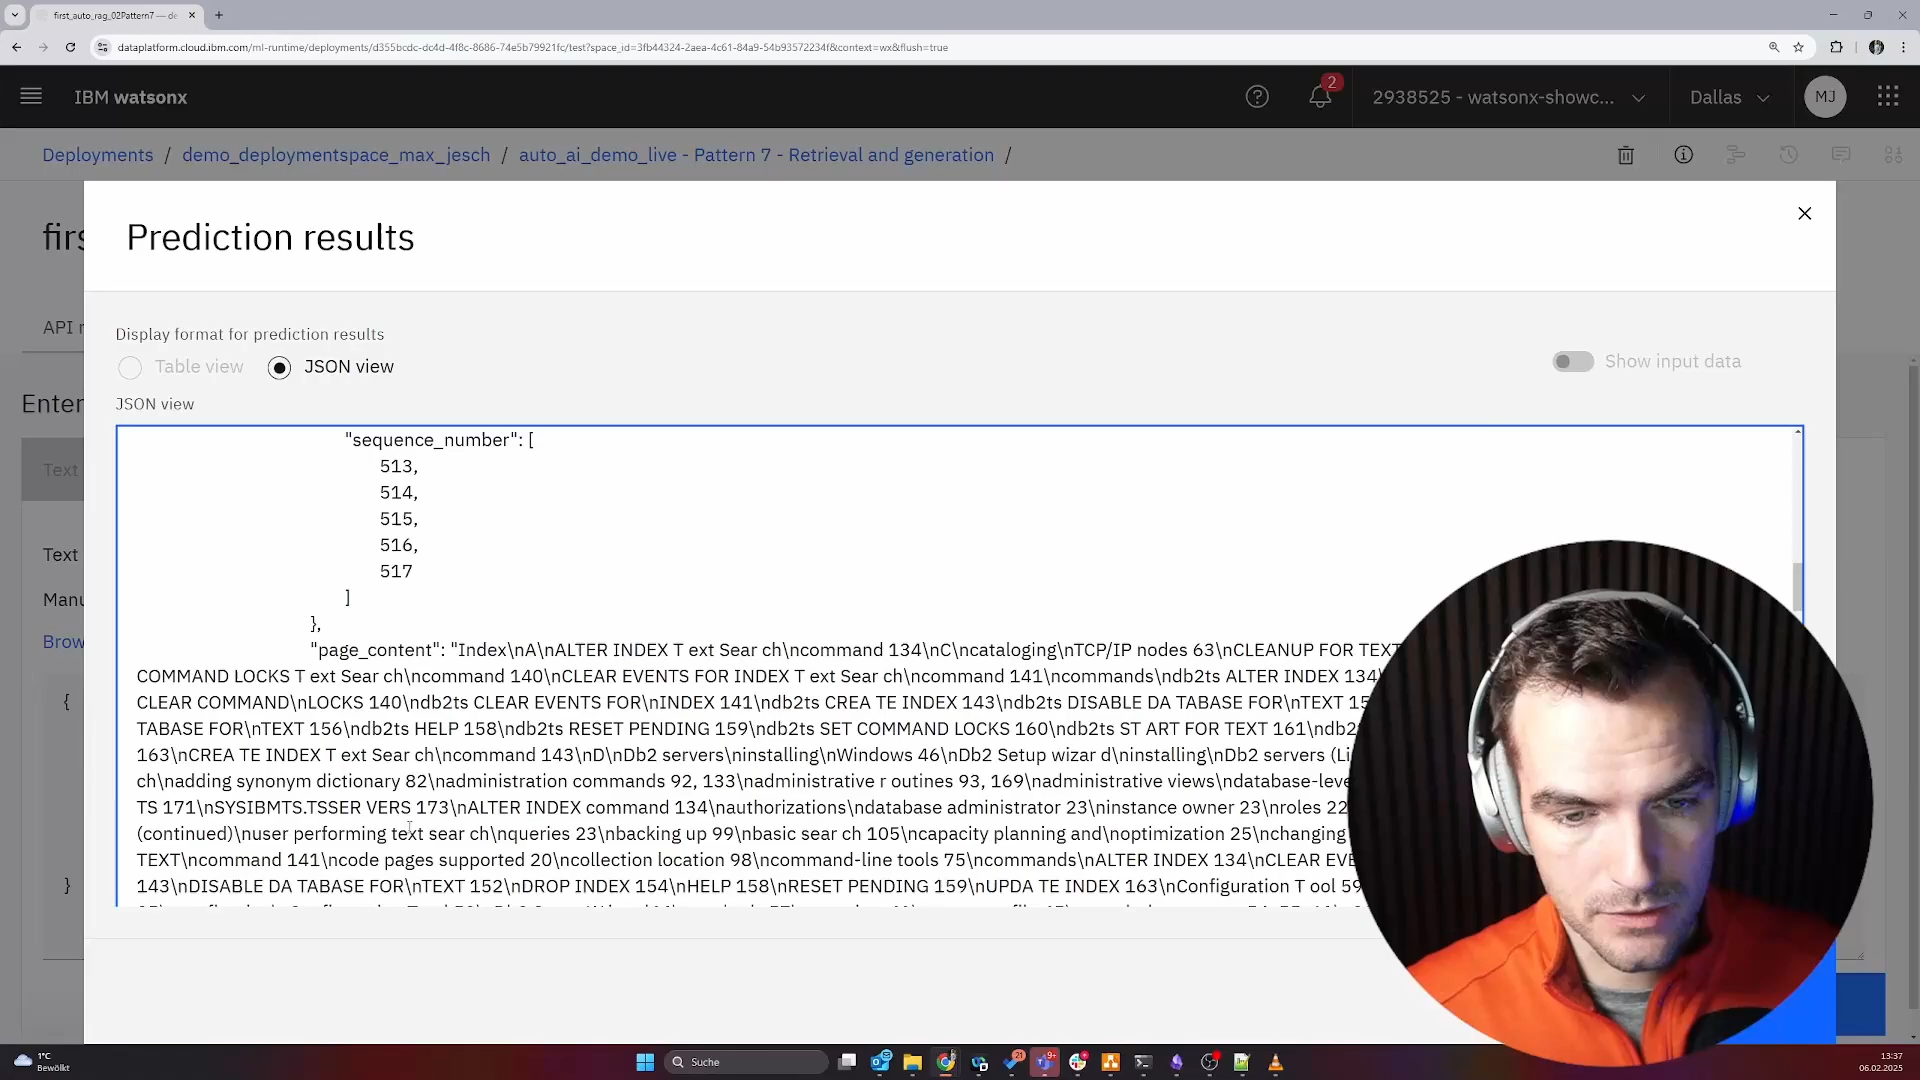 first_auto_rag_02Pattern7 — de
dataplatform.cloud.ibm.com/ml-runtime/deployments/d355bcdc-dc4d-4f8c-8686-74e5b79921fc/test?space_id=3fb44324-2aea-4c61-84a9-54b93572234f&context=wx&flush=true
IBM watsonx
2
2938525 - watsonx-showc...
Dallas
MJ
Deployments / demo_deploymentspace_max_jesch / auto_ai_demo_live - Pattern 7 - Retrieval and generation /
Prediction results
API
Display format for prediction results
Table view
JSON view
Show input data
Enter
JSON view
Text
"sequence_number": [
513,
514,
515,
516,
517
]
},
Text
Manu
Brow
{
}
"page_content": "Index\nA\nALTER INDEX T ext Sear ch\ncommand 134\nC\ncataloging\nTCP/IP nodes 63\nCLEANUP FOR TEXT
COMMAND LOCKS T ext Sear ch\ncommand 140\nCLEAR EVENTS FOR INDEX T ext Sear ch\ncommand 141\ncommands\ndb2ts ALTER INDEX 134\
CLEAR COMMAND\nLOCKS 140\ndb2ts CLEAR EVENTS FOR\nINDEX 141\ndb2ts CREA TE INDEX 143\ndb2ts DISABLE DA TABASE FOR\nTEXT
TABASE FOR\nTEXT 156\ndb2ts HELP 158\ndb2ts RESET PENDING 159\ndb2ts SET COMMAND LOCKS 160\ndb2ts ST ART FOR TEXT 161\ndb2
163\nCREA TE INDEX T ext Sear ch\ncommand 143\nD\nDb2 servers\ninstalling\nWindows 46\nDb2 Setup wizar d\ninstalling\nDb2 servers
ch\nadding synonym dictionary 82\nadministration commands 92, 133\nadministrative r outines 93, 169\nadministrative views\ndatabase-leve
TS 171\nSYSIBMTS.TSSER VERS 173\nALTER INDEX command 134\nauthorizations\ndatabase administrator 23\ninstance owner 23\nroles 22
(continued)\nuser performing text sear ch\nqueries 23\nbacking up 99\nbasic sear ch 105\ncapacity planning and\noptimization 25\nchanging
TEXT\ncommand 141\ncode pages supported 20\ncollection location 98\ncommand-line tools 75\ncommands\nALTER INDEX 134\nCLEAR EVE
143\nDISABLE DA TABASE FOR\nTEXT 152\nDROP INDEX 154\nHELP 158\nRESET PENDING 159\nUPDA TE INDEX 163\nConfiguration T ool 59
1°C
Bewölkt
Suche
13:37
06.02.2025